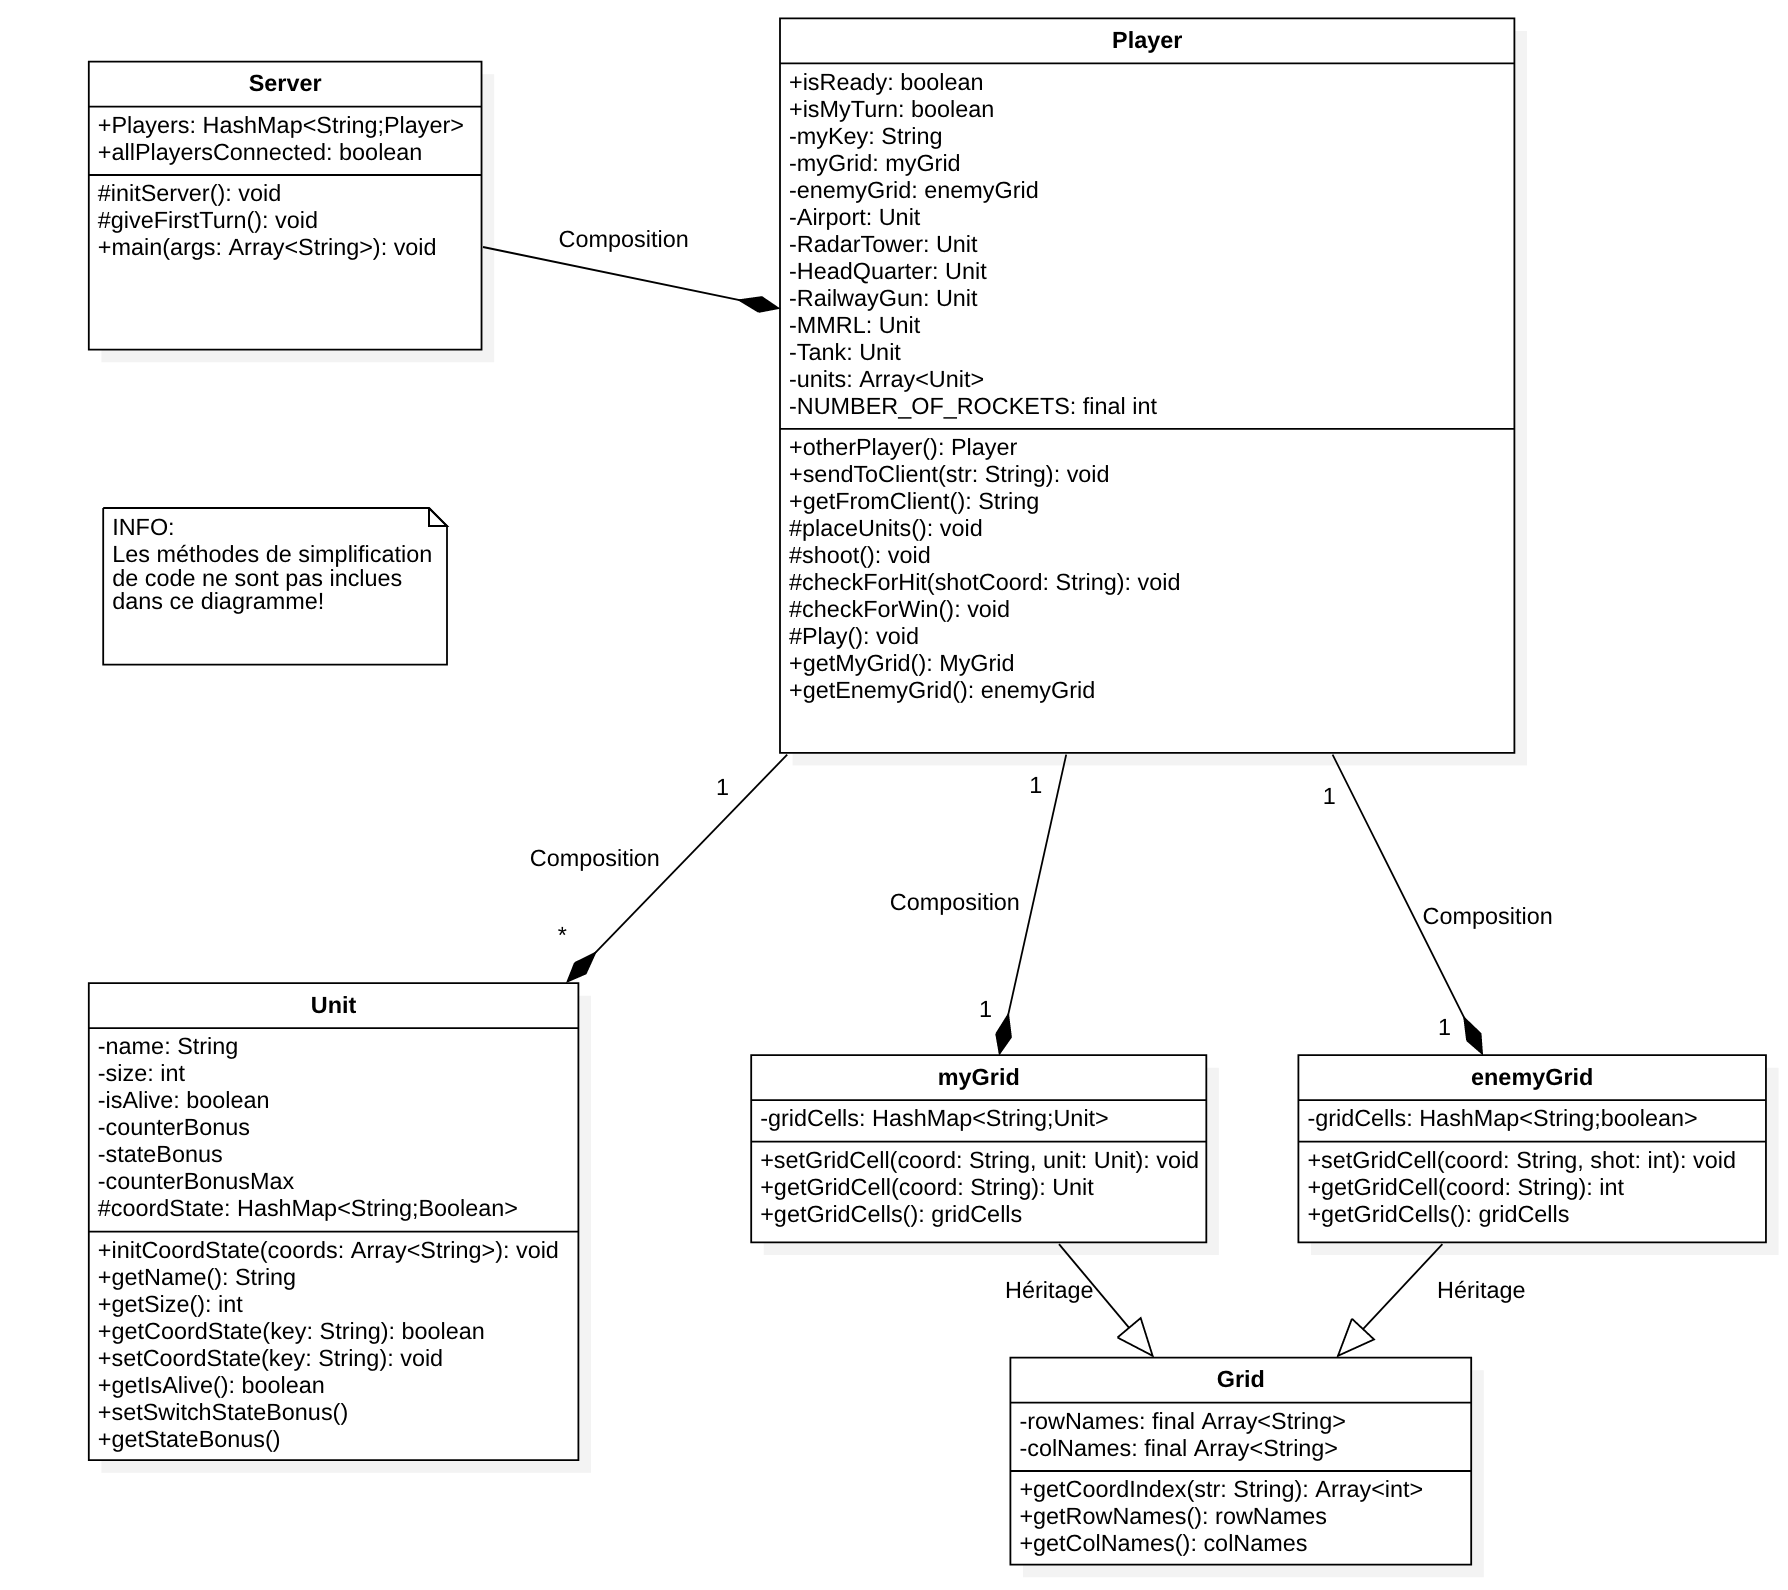 Player
+isReady: boolean
+isMyTurn: boolean
-myKey: String
-myGrid: myGrid
-enemyGrid: enemyGrid
-Airport: Unit
-RadarTower: Unit
-HeadQuarter: Unit
-RailwayGun: Unit
-MMRL: Unit
-Tank: Unit
-units: Array<Unit>
-NUMBER_OF_ROCKETS: final int
+otherPlayer(): Player
+sendToClient(str: String): void
+getFromClient(): String
#placeUnits(): void
#shoot(): void
#checkForHit(shotCoord: String): void
#checkForWin(): void
#Play(): void
+getMyGrid(): MyGrid
+getEnemyGrid(): enemyGrid
Server
+Players: HashMap<String;Player>
+allPlayersConnected: boolean
#initServer(): void
#giveFirstTurn(): void
+main(args: Array<String>): void
Composition
INFO:
Les méthodes de simplification
de code ne sont pas inclues
dans ce diagramme!
1
Composition
*
1
Composition
1
1
Composition
1
Unit
-name: String
-size: int
-isAlive: boolean
-counterBonus
-stateBonus
-counterBonusMax
#coordState: HashMap<String;Boolean>
+initCoordState(coords: Array<String>): void
+getName(): String
+getSize(): int
+getCoordState(key: String): boolean
+setCoordState(key: String): void
+getIsAlive(): boolean
+setSwitchStateBonus()
+getStateBonus()
myGrid
-gridCells: HashMap<String;Unit>
+setGridCell(coord: String, unit: Unit): void
+getGridCell(coord: String): Unit
+getGridCells(): gridCells
enemyGrid
-gridCells: HashMap<String;boolean>
+setGridCell(coord: String, shot: int): void
+getGridCell(coord: String): int
+getGridCells(): gridCells
Héritage
Héritage
Grid
-rowNames: final Array<String>
-colNames: final Array<String>
+getCoordIndex(str: String): Array<int>
+getRowNames(): rowNames
+getColNames(): colNames